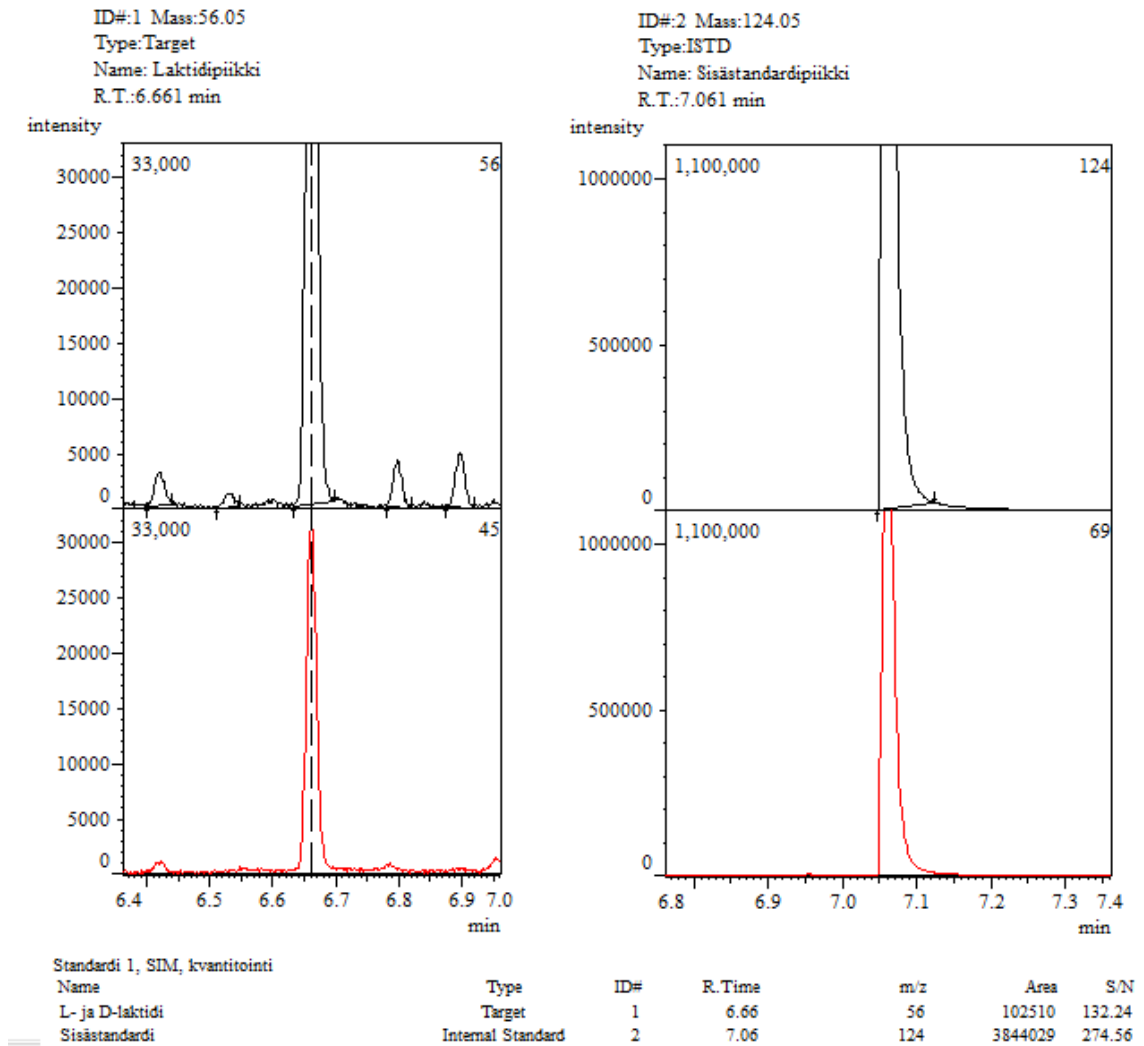 ID#:1 Mass:56.05
Type:Target
Name: Laktidipiikki
R.T.:6.661 min
intensity
33,000 56
30000
25000
20000
15000
10000
5000
0
33,000 45
30000
25000
20000
15000
10000
5000
0
6.4 6.5 6.6 6.7 6.8 6.9 7.0
min
ID#:2 Mass:124.05
Type:ISTD
Name: Sisästandardipiikki
R.T.:7.061 min
intensity
1,100,000 124
1000000
500000
0
1,100,000 69
1000000
500000
0
6.8 6.9 7.0 7.1 7.2 7.3 7.4
min
Standardi 1, SIM, kvantitointi
Name Type ID# R.Time m/z Area S/N
L- ja D-laktidi Target 1 6.66 56 102510 132.24
Sisästandardi Internal Standard 2 7.06 124 3844029 274.56